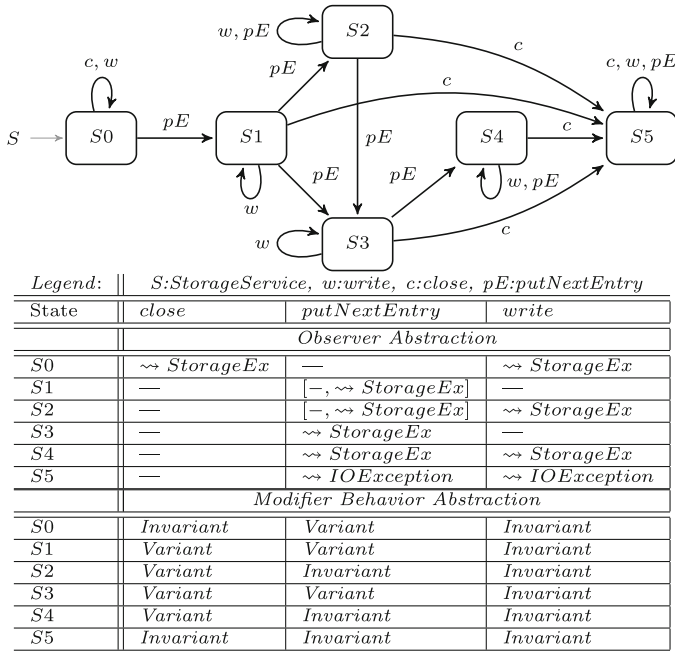 S2
w, pE
c
c, w
pE
c
c, w, pE
S
S0
pE
S1
pE
S4
c
S5
w
pE
pE
w, pE
w
S3
c
Legend: S:StorageService, w:write, c:close, pE:putNextEntry
State close putNextEntry write
Observer Abstraction
S0 ⇝ StorageEx — ⇝ StorageEx
S1 — [−, ⇝ StorageEx] —
S2 — [−, ⇝ StorageEx] ⇝ StorageEx
S3 — ⇝ StorageEx —
S4 — ⇝ StorageEx ⇝ StorageEx
S5 — ⇝ IOException ⇝ IOException
Modifier Behavior Abstraction
S0 Invariant Variant Invariant
S1 Variant Variant Invariant
S2 Variant Invariant Invariant
S3 Variant Variant Invariant
S4 Variant Invariant Invariant
S5 Invariant Invariant Invariant